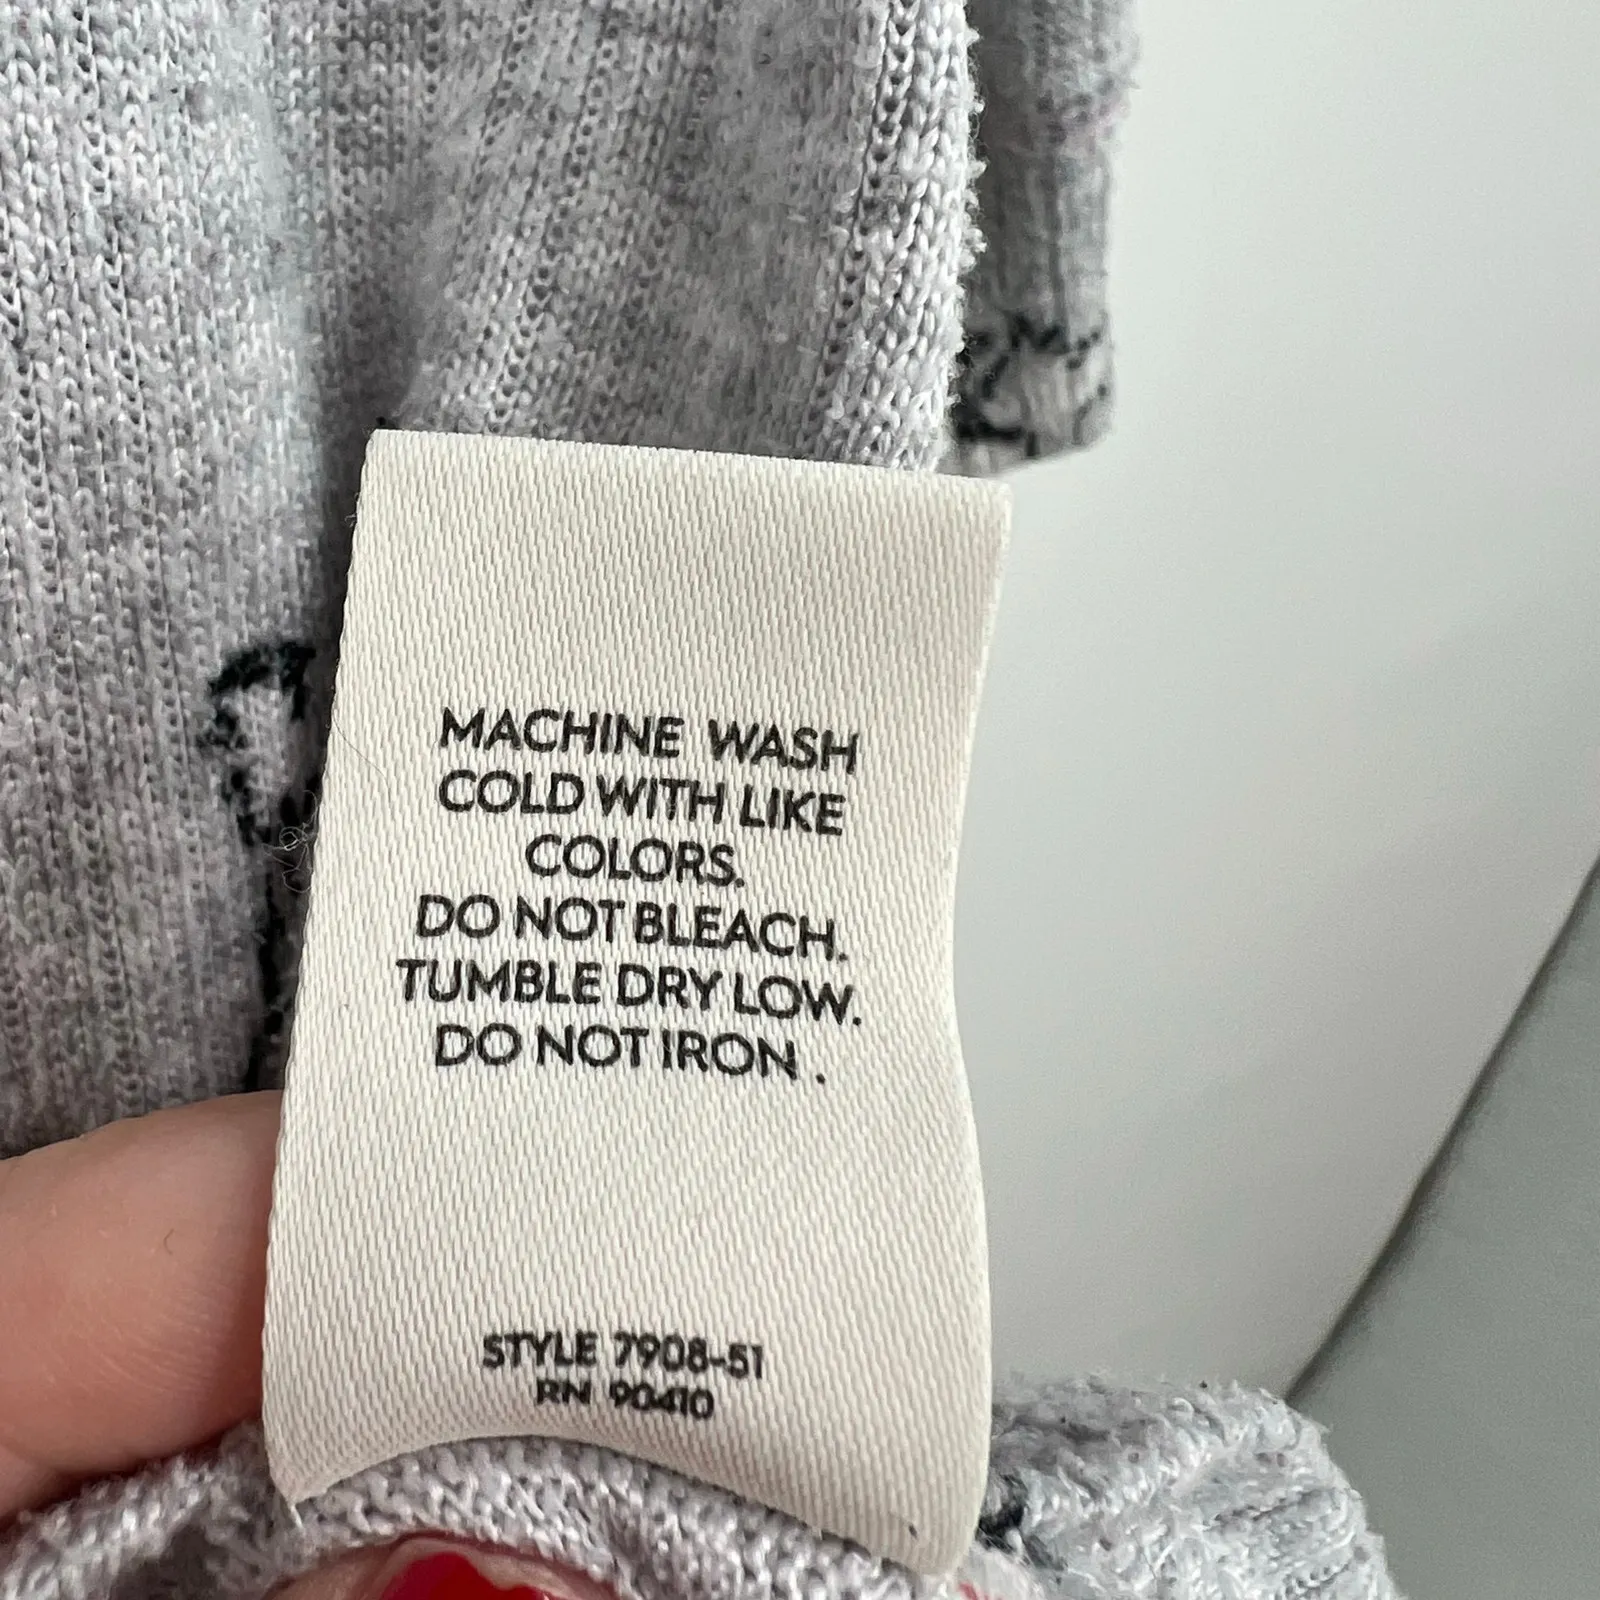 MACHINE WASH
COLD WITH LIKE
COLORS.
DO NOT BLEACH.
TUMBLE DRY LOW.
DO NOT IRON .
STYLE 7908-51
RN 90410